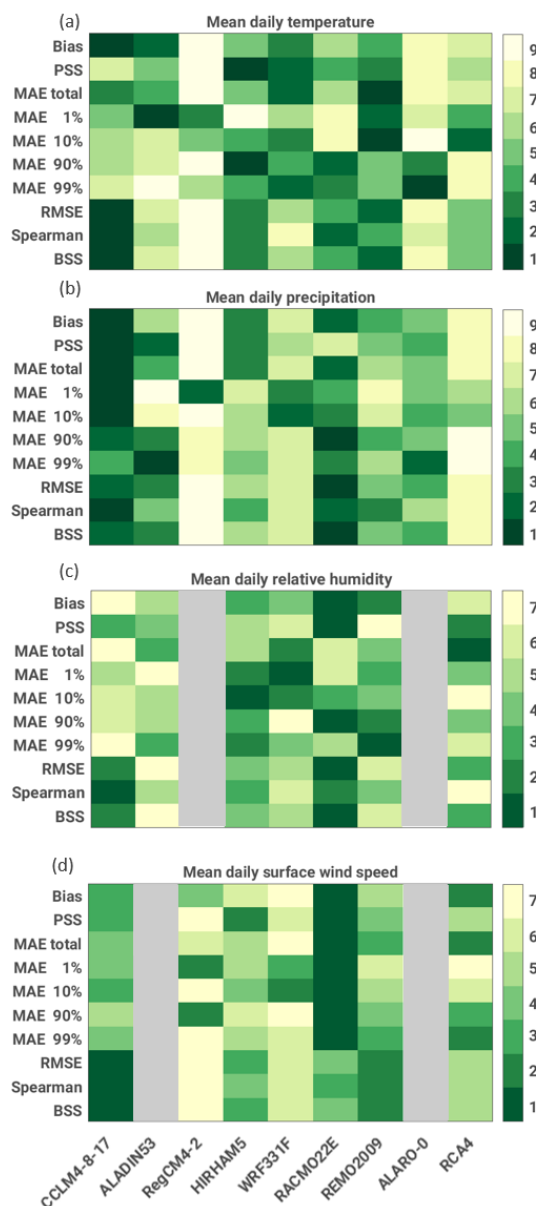 (a)
Mean daily temperature
Bias
PSS
MAE total
MAE 1%
MAE 10%
MAE 90%
MAE 99%
RMSE
Spearman
BSS
9
8
7
6
5
4
3
2
1
(b)
Mean daily precipitation
Bias
PSS
MAE total
MAE 1%
MAE 10%
MAE 90%
MAE 99%
RMSE
Spearman
BSS
9
8
7
6
5
4
3
2
1
(c)
Mean daily relative humidity
Bias
PSS
MAE total
MAE 1%
MAE 10%
MAE 90%
MAE 99%
RMSE
Spearman
BSS
7
6
5
4
3
2
1
(d)
Mean daily surface wind speed
Bias
PSS
MAE total
MAE 1%
MAE 10%
MAE 90%
MAE 99%
RMSE
Spearman
BSS
7
6
5
4
3
2
1
CCLM4-8-17
ALADIN53
RegCM4-2
HIRHAM5
WRF331F
RACMO22E
REMO2009
ALARO-0
RCA4